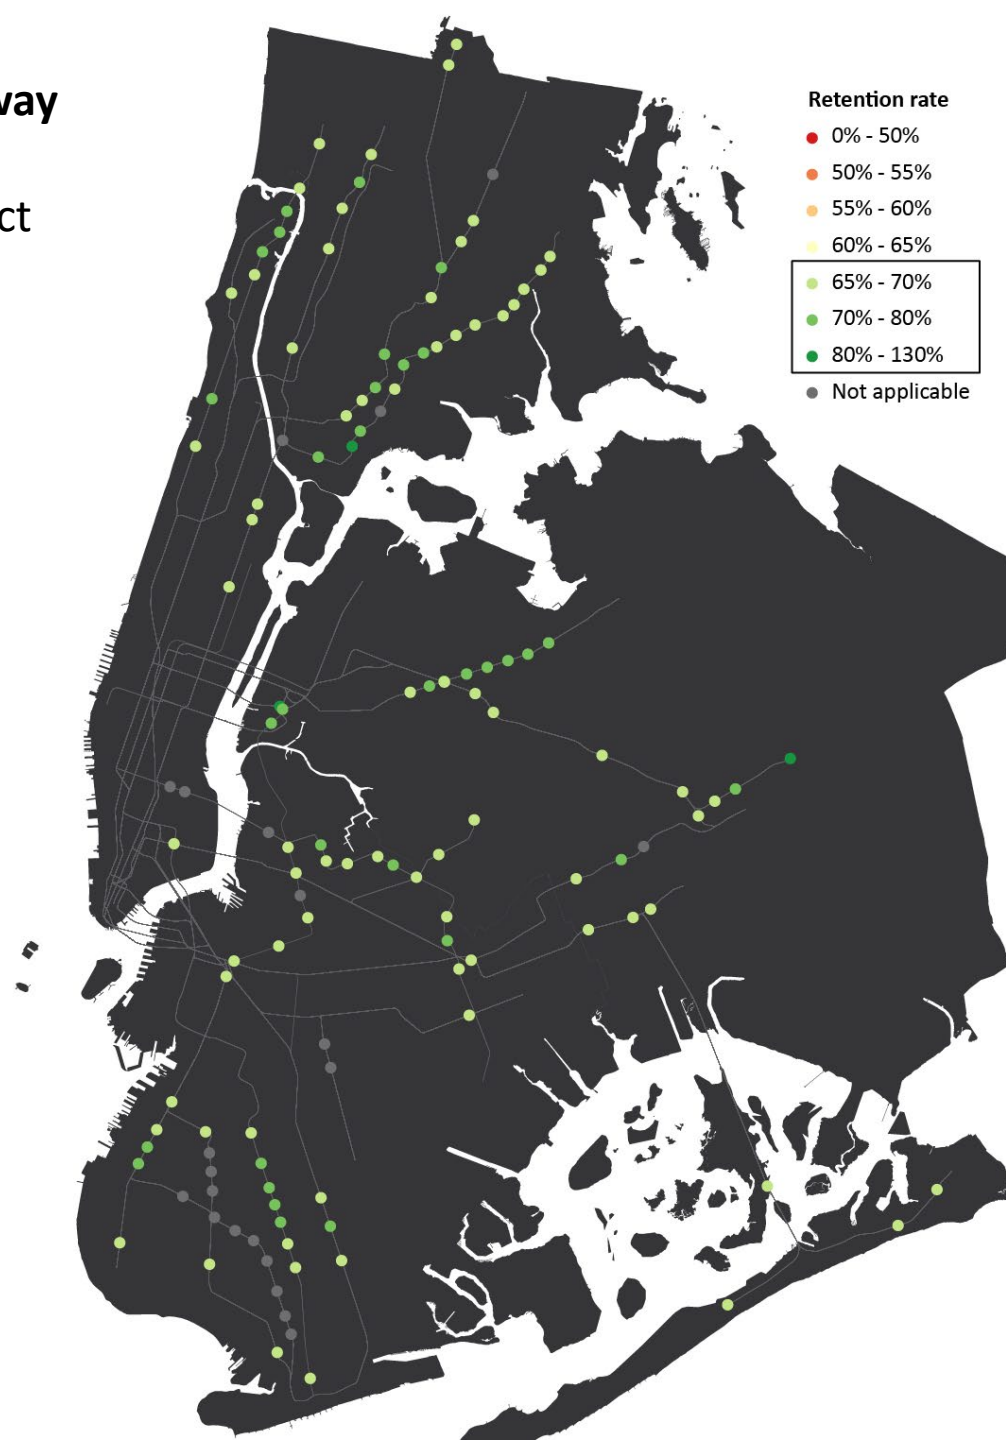 way
ct
Retention rate
0% - 50%
50% - 55%
55% - 60%
60% - 65%
65% - 70%
70% - 80%
80% - 130%
Not applicable